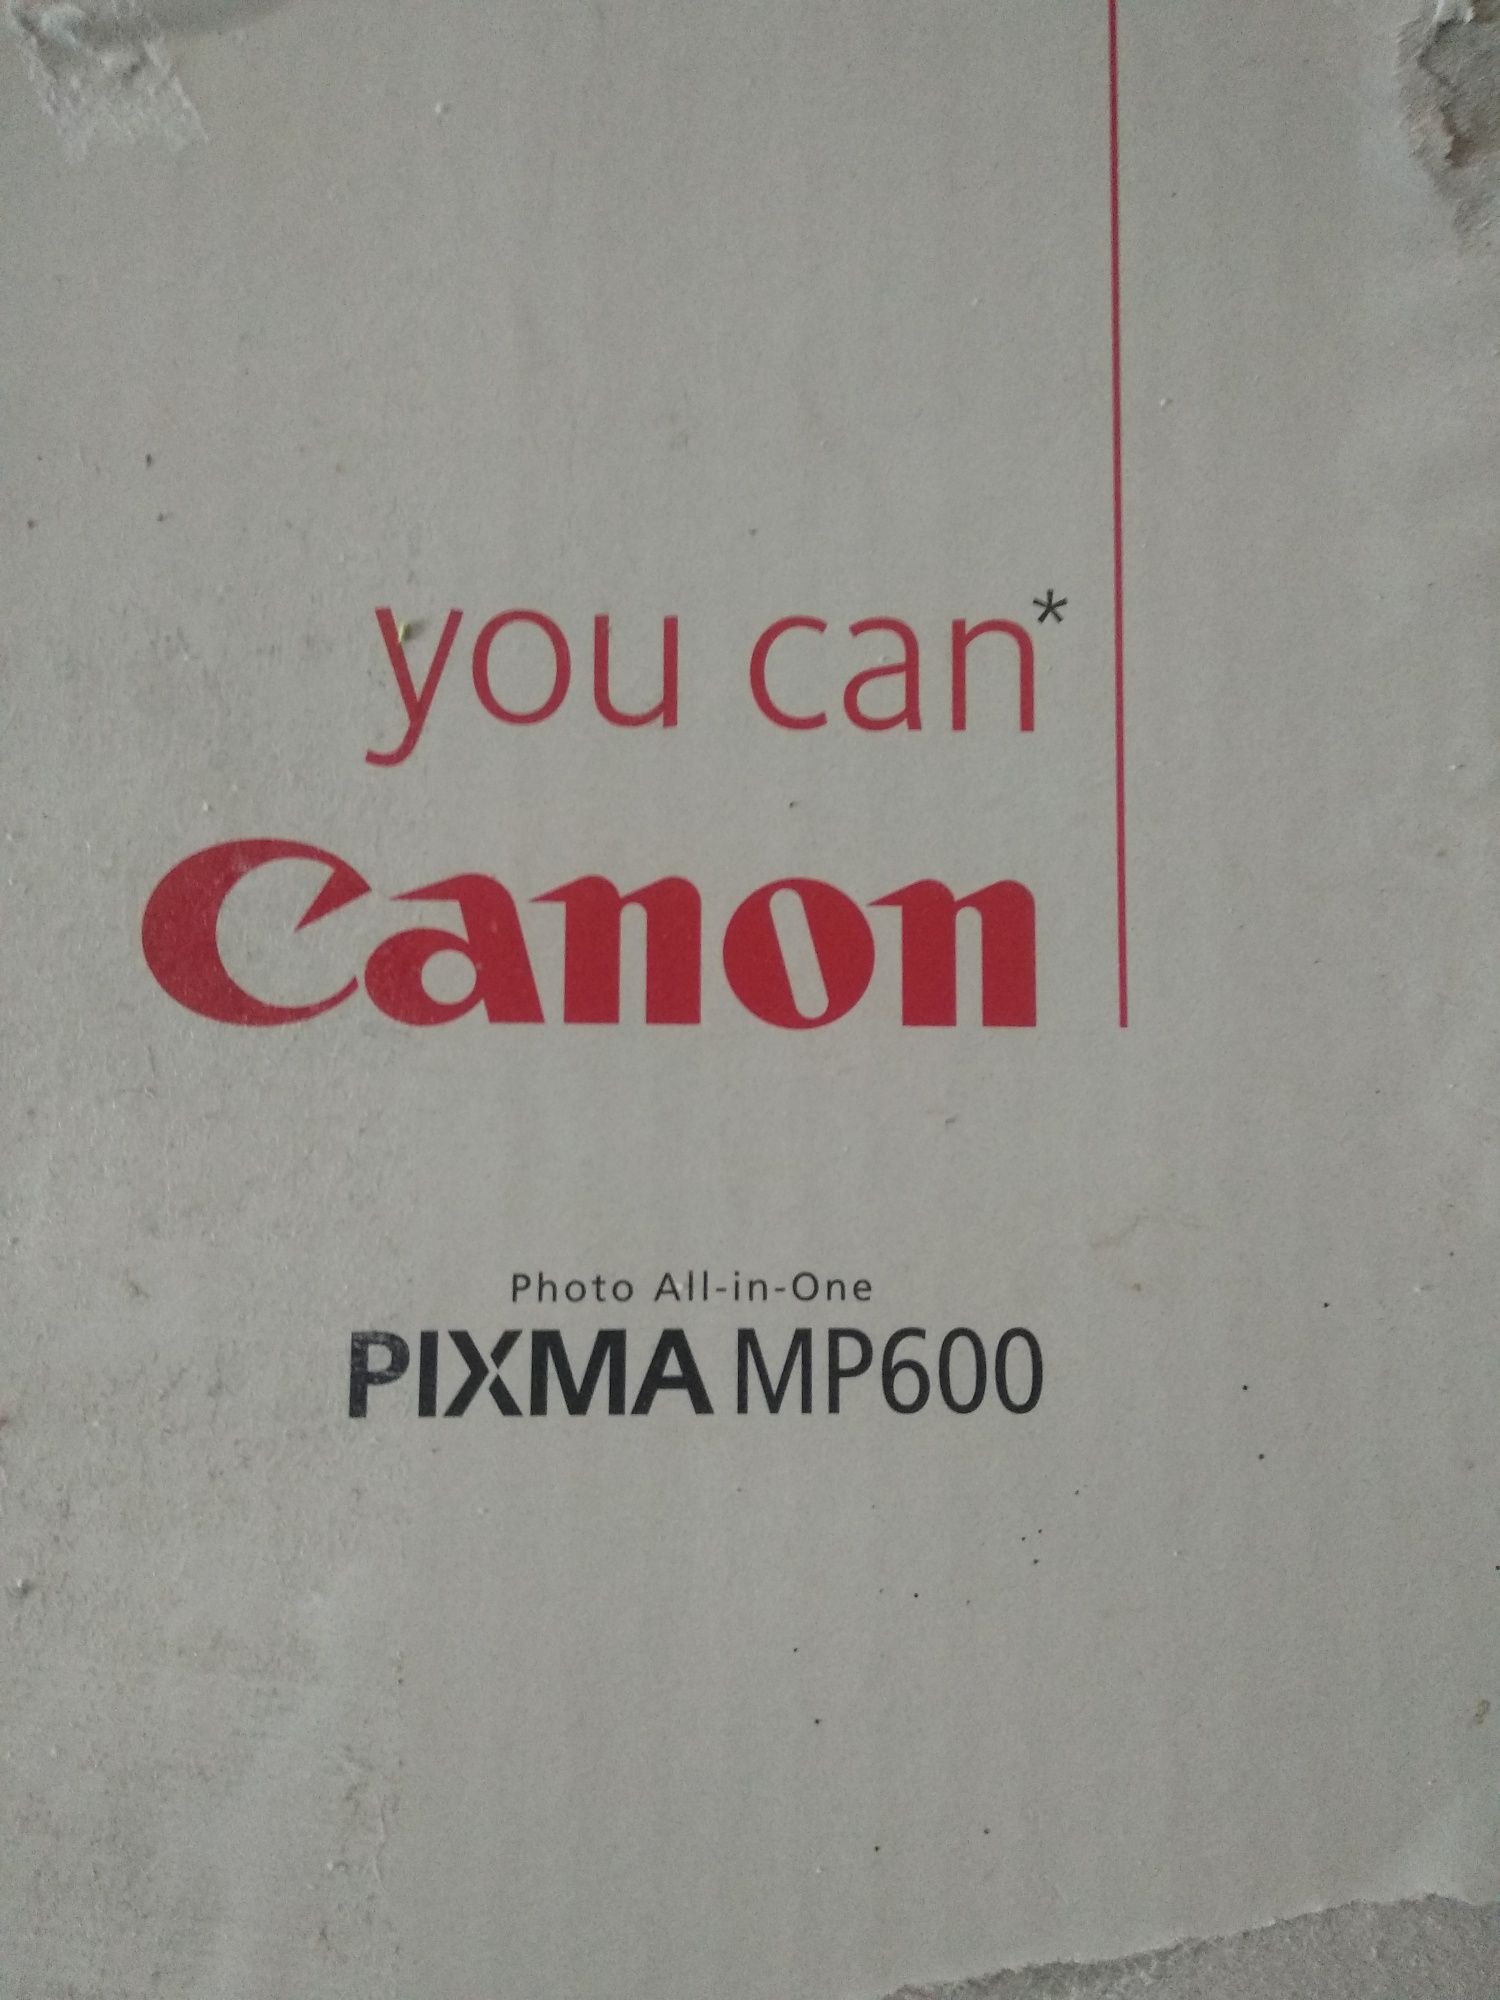 you can*
Canon
Photo All-in-One
PIXMA MP600